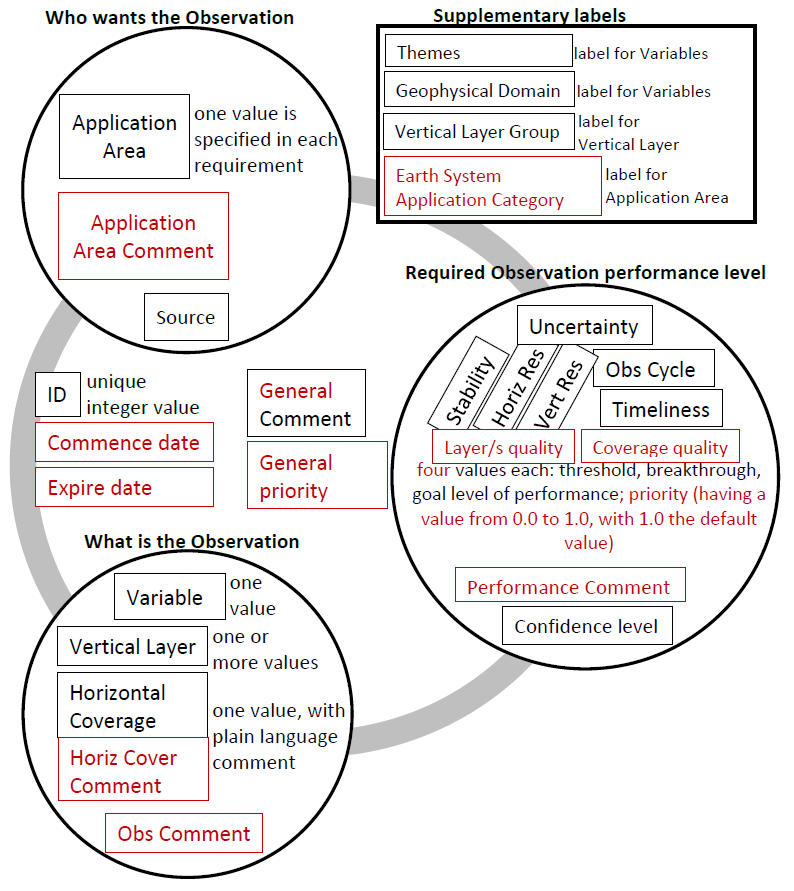 Who wants the Observation
Application
Area
one value is
specified in each
requirement
Application
Area Comment
Source
Supplementary labels
Themes
label for Variables
Geophysical Domain
label for Variables
Vertical Layer Group
label for
Vertical Layer
Earth System
Application Category
label for
Application Area
Required Observation performance level
Uncertainty
Stability
Horiz Res
Vert Res
Obs Cycle
Timeliness
Layer/s quality
Coverage quality
four values each: threshold, breakthrough,
goal level of performance; priority (having a
value from 0.0 to 1.0, with 1.0 the default
value)
Performance Comment
Confidence level
ID
unique
integer value
Commence date
Expire date
General
Comment
General
priority
What is the Observation
Variable
one
value
Vertical Layer
one or
more values
Horizontal
Coverage
Horiz Cover
Comment
one value, with
plain language
comment
Obs Comment